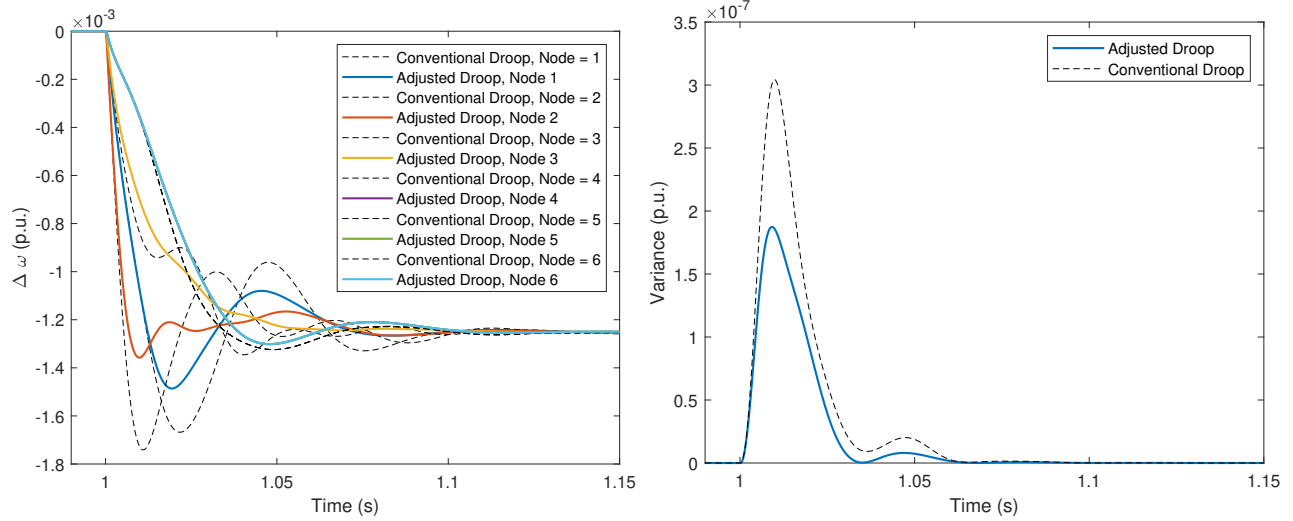 ×10⁻³
0
-0.2
-0.4
-0.6
-0.8
-1
-1.2
-1.4
-1.6
-1.8
Δ ω (p.u.)
1
1.05
1.1
1.15
Time (s)
Conventional Droop, Node = 1
Adjusted Droop, Node 1
Conventional Droop, Node = 2
Adjusted Droop, Node 2
Conventional Droop, Node = 3
Adjusted Droop, Node 3
Conventional Droop, Node = 4
Adjusted Droop, Node 4
Conventional Droop, Node = 5
Adjusted Droop, Node 5
Conventional Droop, Node = 6
Adjusted Droop, Node 6
×10⁻⁷
3.5
3
2.5
2
1.5
1
0.5
0
Variance (p.u.)
1
1.05
1.1
1.15
Time (s)
Adjusted Droop
Conventional Droop